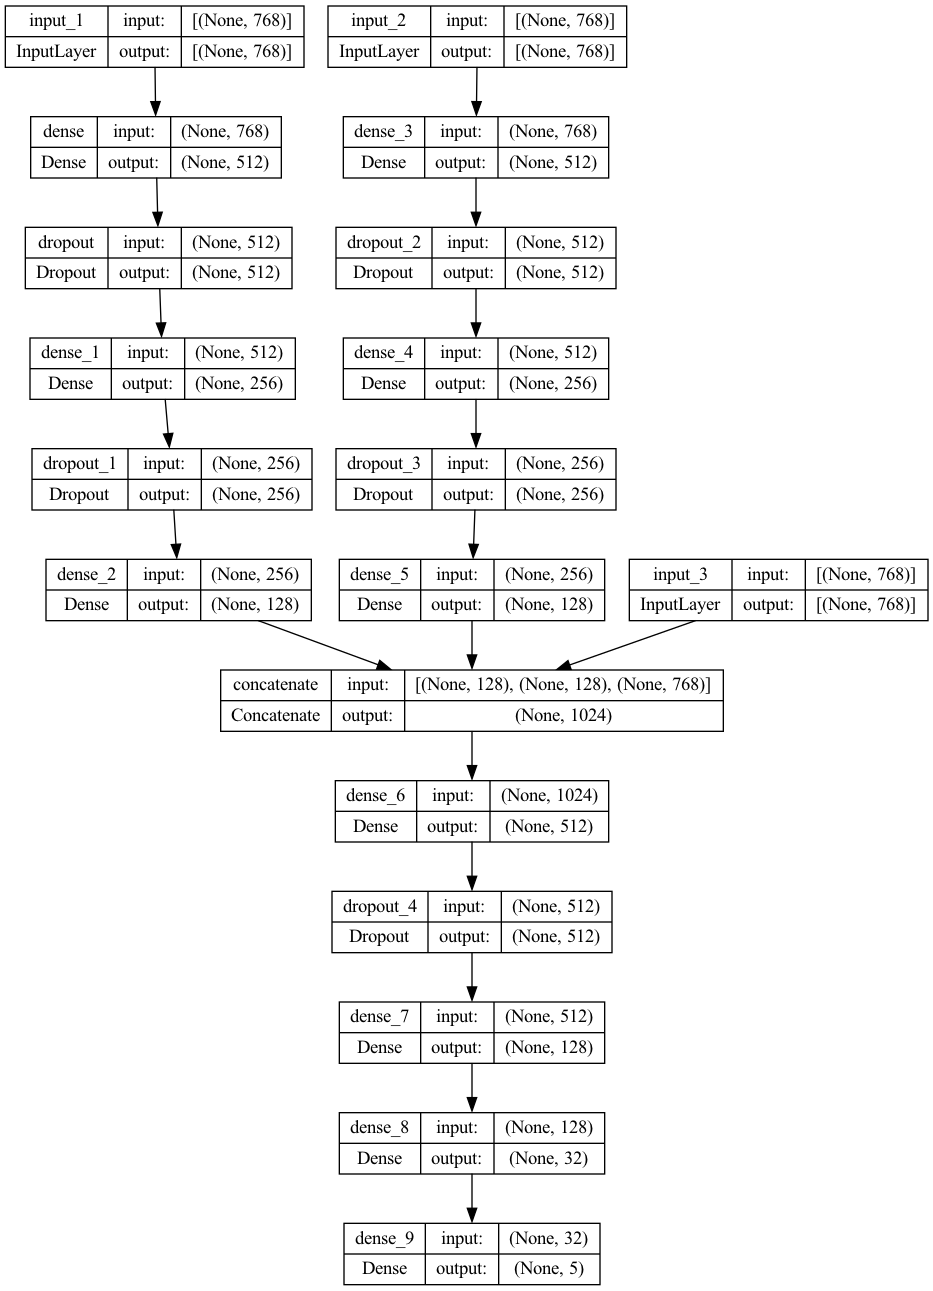 input_1 input: [(None, 768)]
InputLayer output: [(None, 768)]
input_2 input: [(None, 768)]
InputLayer output: [(None, 768)]
dense input: (None, 768)
Dense output: (None, 512)
dense_3 input: (None, 768)
Dense output: (None, 512)
dropout input: (None, 512)
Dropout output: (None, 512)
dropout_2 input: (None, 512)
Dropout output: (None, 512)
dense_1 input: (None, 512)
Dense output: (None, 256)
dense_4 input: (None, 512)
Dense output: (None, 256)
dropout_1 input: (None, 256)
Dropout output: (None, 256)
dropout_3 input: (None, 256)
Dropout output: (None, 256)
dense_2 input: (None, 256)
Dense output: (None, 128)
dense_5 input: (None, 256)
Dense output: (None, 128)
input_3 input: [(None, 768)]
InputLayer output: [(None, 768)]
concatenate input: [(None, 128), (None, 128), (None, 768)]
Concatenate output: (None, 1024)
dense_6 input: (None, 1024)
Dense output: (None, 512)
dropout_4 input: (None, 512)
Dropout output: (None, 512)
dense_7 input: (None, 512)
Dense output: (None, 128)
dense_8 input: (None, 128)
Dense output: (None, 32)
dense_9 input: (None, 32)
Dense output: (None, 5)